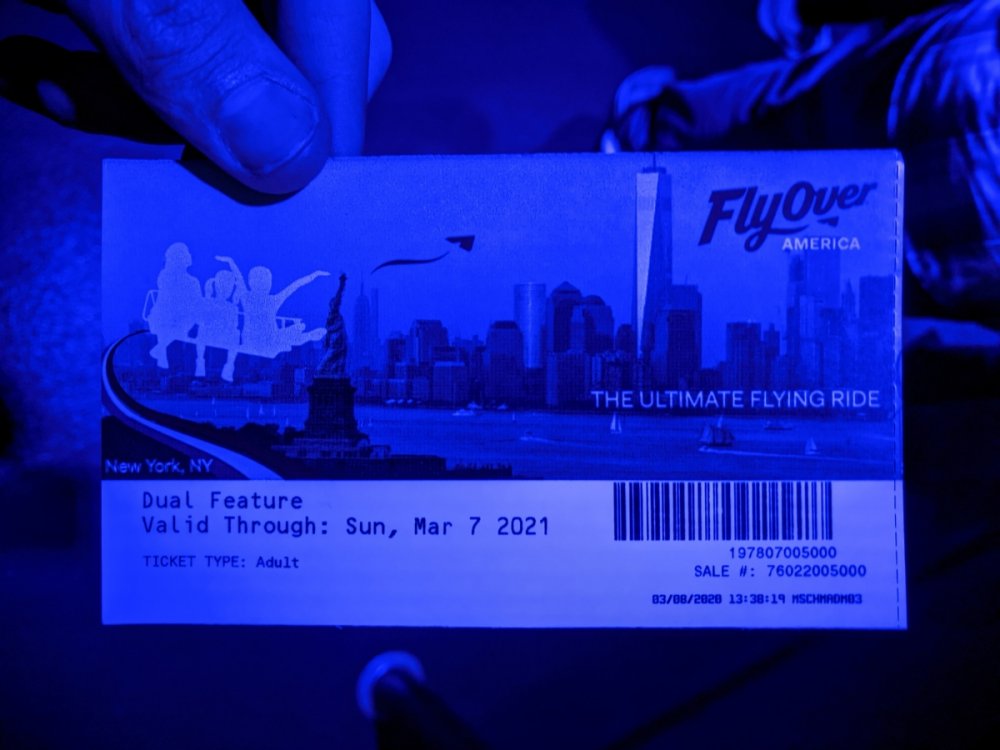 FlyOver
AMERICA
THE ULTIMATE FLYING RIDE
New York, NY
Dual Feature
Valid Through: Sun, Mar 7 2021
TICKET TYPE: Adult
197807005000
SALE #: 76022005000
03/08/2020 13:38:19 MSCHMADM03